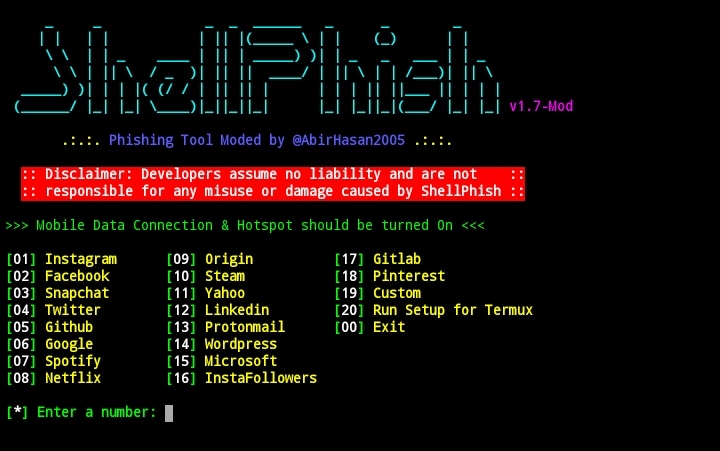 ShellPhish v1.7-Mod
.:.:. Phishing Tool Moded by @AbirHasan2005 .:.:.
:: Disclaimer: Developers assume no liability and are not ::
:: responsible for any misuse or damage caused by ShellPhish ::
>>> Mobile Data Connection & Hotspot should be turned On <<<
[01] Instagram [09] Origin [17] Gitlab
[02] Facebook [10] Steam [18] Pinterest
[03] Snapchat [11] Yahoo [19] Custom
[04] Twitter [12] Linkedin [20] Run Setup for Termux
[05] Github [13] Protonmail [00] Exit
[06] Google [14] Wordpress
[07] Spotify [15] Microsoft
[08] Netflix [16] InstaFollowers
[*] Enter a number: